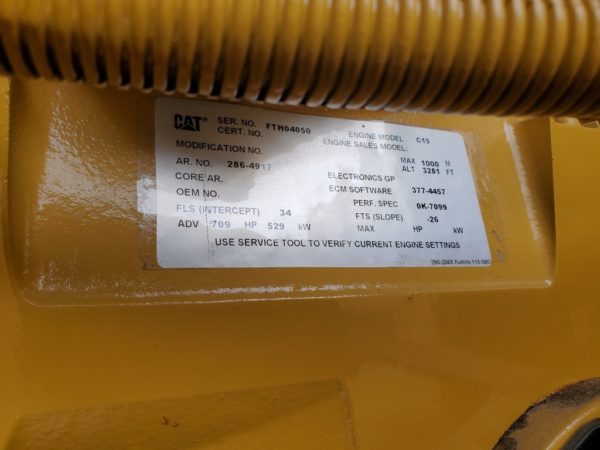 CAT® SER. NO. FTH04050 ENGINE MODEL C15
CERT. NO. ENGINE SALES MODEL:
MODIFICATION NO. MAX 1000 M
AR. NO. 286-4917 ALT 3281 FT
CORE AR. ELECTRONICS GP
OEM NO. ECM SOFTWARE 377-4457
PERF. SPEC 0K-7099
FLS (INTERCEPT) 34 FTS (SLOPE) -26
ADV 709 HP 529 kW MAX HP kW
USE SERVICE TOOL TO VERIFY CURRENT ENGINE SETTINGS